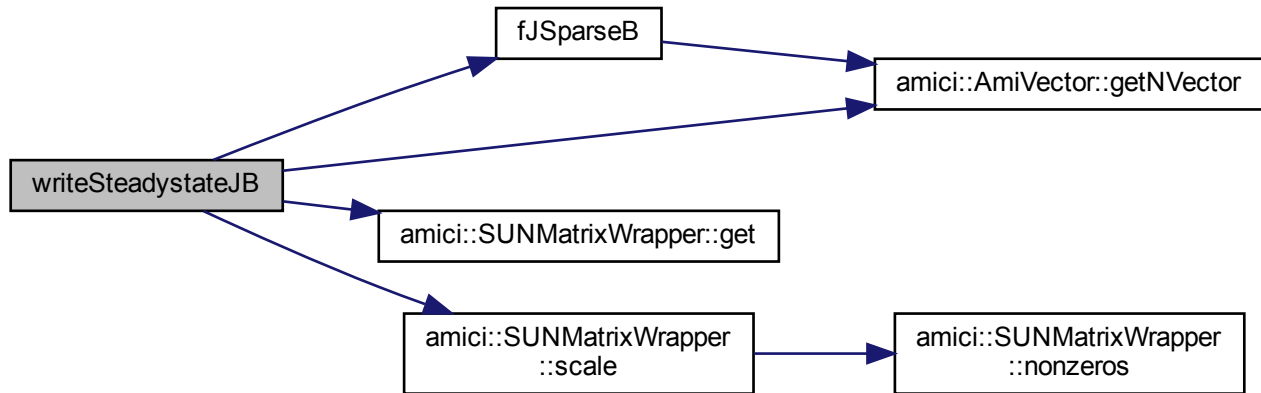 fJSparseB
amici::AmiVector::getNVector
writeSteadystateJB
amici::SUNMatrixWrapper::get
amici::SUNMatrixWrapper
::scale
amici::SUNMatrixWrapper
::nonzeros